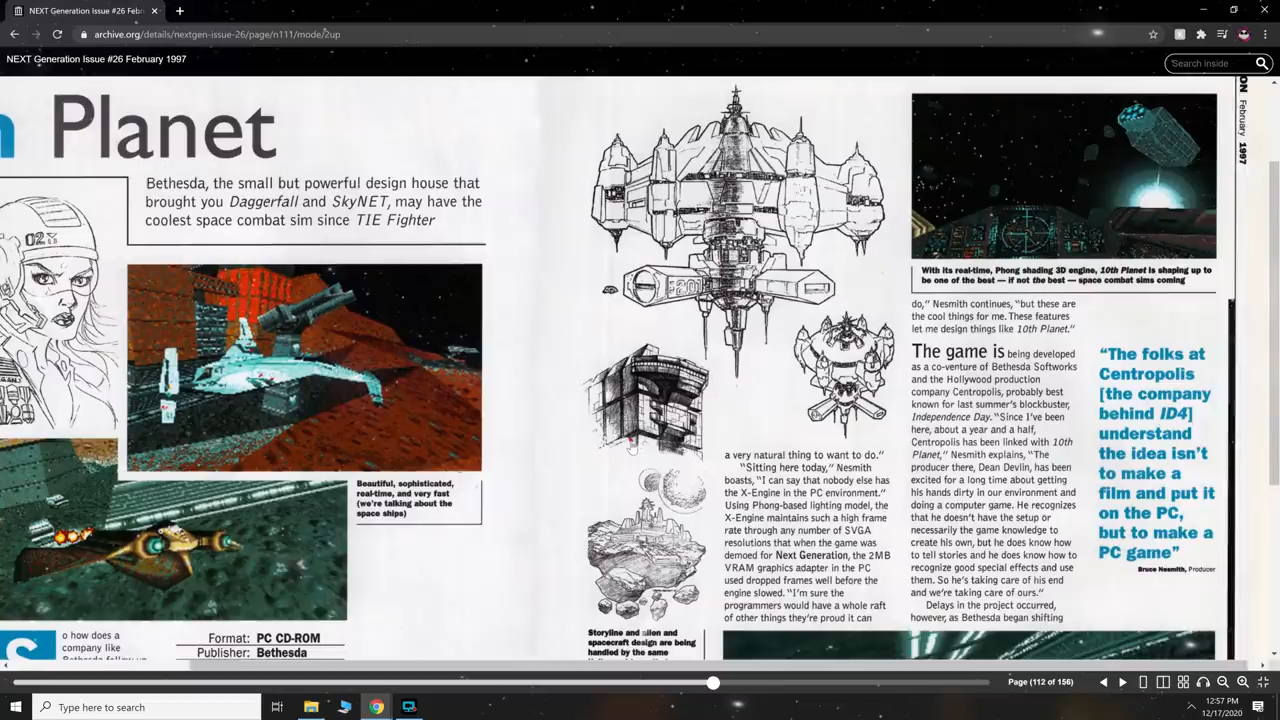 NEXT Generation Issue #26 Febru
archive.org/details/nextgen-issue-26/page/n111/mode/2up
NEXT Generation Issue #26 February 1997
Search inside
Planet
Bethesda, the small but powerful design house that
brought you Daggerfall and SkyNET, may have the
coolest space combat sim since TIE Fighter
02
Beautiful, sophisticated,
real-time, and very fast
(we're talking about the
space ships)
S
o how does a
company like
Format: PC CD-ROM
Publisher: Bethesda
E201
Storyline and alien and
spacecraft design are being
handled by the same
a very natural thing to want to do."
"Sitting here today," Nesmith
boasts, "I can say that nobody else has
the X-Engine in the PC environment."
Using Phong-based lighting model, the
X-Engine maintains such a high frame
rate through any number of SVGA
resolutions that when the game was
demoed for Next Generation, the 2MB
VRAM graphics adapter in the PC
used dropped frames well before the
engine slowed. "I'm sure the
programmers would have a whole raft
of other things they're proud it can
With its real-time, Phong shading 3D engine, 10th Planet is shaping up to
be one of the best — if not the best — space combat sims coming
do," Nesmith continues, "but these are
the cool things for me. These features
let me design things like 10th Planet."
The game is being developed
as a co-venture of Bethesda Softworks
and the Hollywood production
company Centropolis, probably best
known for last summer's blockbuster,
Independence Day. "Since I've been
here, about a year and a half,
Centropolis has been linked with 10th
Planet," Nesmith explains, "The
producer there, Dean Devlin, has been
excited for a long time about getting
his hands dirty in our environment and
doing a computer game. He recognizes
that he doesn't have the setup or
necessarily the game knowledge to
create his own, but he does know how
to tell stories and he does know how to
recognize good special effects and use
them. So he's taking care of his end
and we're taking care of ours."
Delays in the project occurred,
however, as Bethesda began shifting
"The folks at
Centropolis
[the company
behind ID4]
understand
the idea isn't
to make a
film and put it
on the PC,
but to make a
PC game"
Bruce Nesmith, Producer
ON February 1997
Page (112 of 156)
Type here to search
12:57 PM
12/17/2020